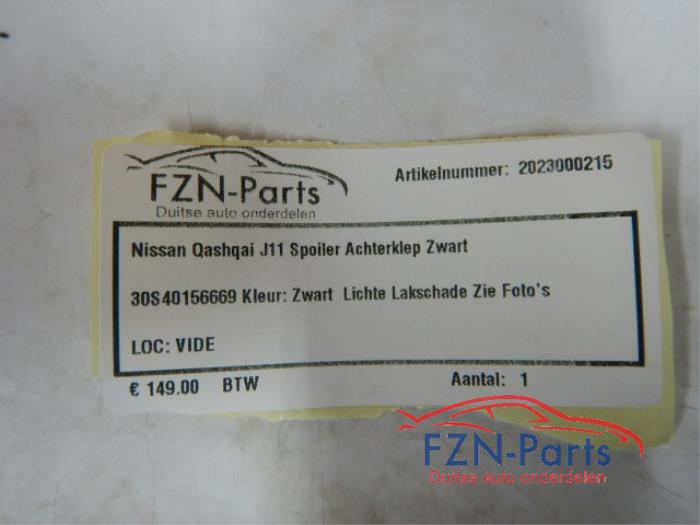 FZN-Parts
Duitse auto onderdelen
Artikelnummer: 2023000215
Nissan Qashqai J11 Spoiler Achterklep Zwart
30S40156669 Kleur: Zwart Lichte Lakschade Zie Foto's
LOC: VIDE
€ 149.00 BTW Aantal: 1
FZN-Parts
Duitse auto onderdelen